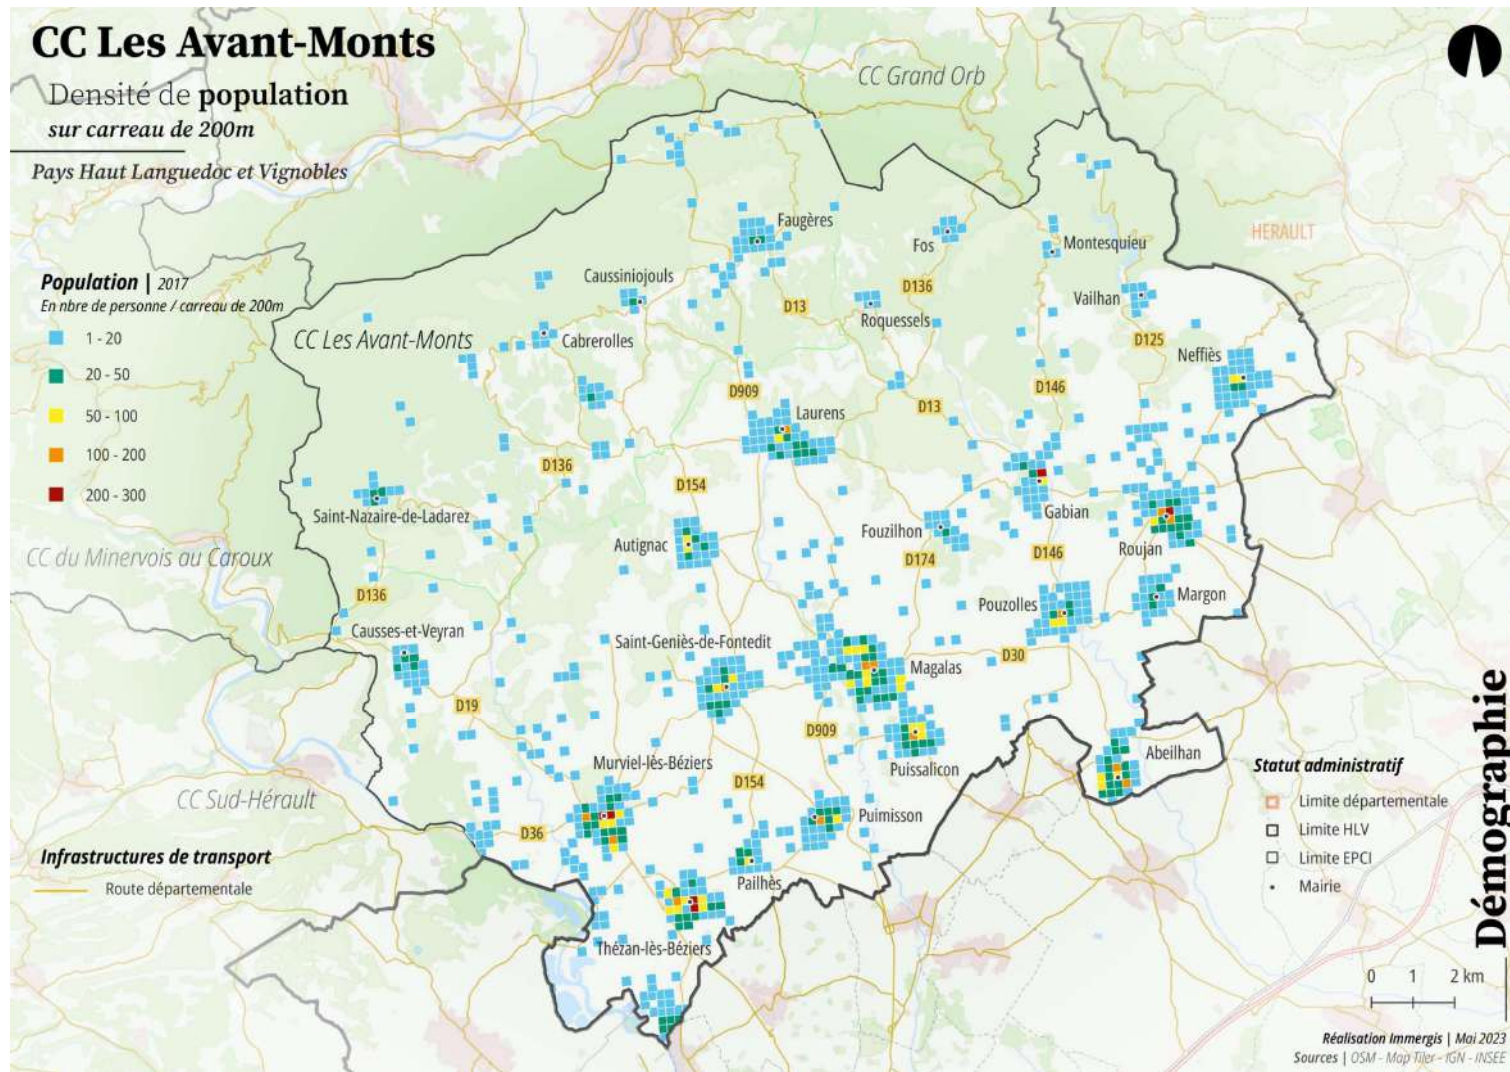 CC Les Avant-Monts
Densité de population
sur carreau de 200m
Pays Haut Languedoc et Vignobles
Population | 2017
En nbre de personne / carreau de 200m
1 - 20
20 - 50
50 - 100
100 - 200
200 - 300
CC Grand Orb
HERAULT
CC Les Avant-Monts
CC du Minervois au Caroux
CC Sud-Hérault
Faugères
Fos
Montesquieu
Caussiniojouls
D136
Vailhan
D13
Roquessels
Cabrerolles
D125
Neffiès
D909
D146
D13
Laurens
D136
D154
Saint-Nazaire-de-Ladarez
Gabian
Fouzilhon
Autignac
D174
D146
Roujan
D136
Pouzolles
Margon
Causses-et-Veyran
Saint-Geniès-de-Fontedit
D30
Magalas
D19
D909
Abeilhan
Murviel-lès-Béziers
Puissalicon
D154
Puimisson
D36
Pailhès
Thézan-lès-Béziers
Infrastructures de transport
Route départementale
Statut administratif
Limite départementale
Limite HLV
Limite EPCI
Mairie
Démographie
0 1 2 km
Réalisation Immergis | Mai 2023
Sources | OSM - Map Tiler - IGN - INSEE